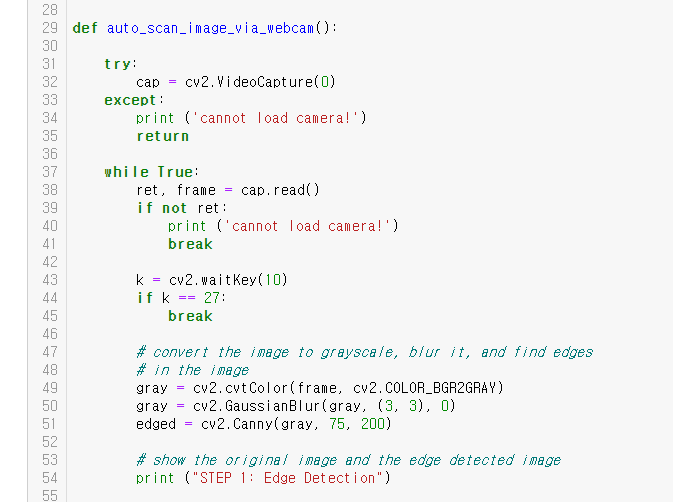 28
29 def auto_scan_image_via_webcam():
30
31     try:
32         cap = cv2.VideoCapture(0)
33     except:
34         print ('cannot load camera!')
35         return
36
37     while True:
38         ret, frame = cap.read()
39         if not ret:
40             print ('cannot load camera!')
41             break
42
43         k = cv2.waitKey(10)
44         if k == 27:
45             break
46
47         # convert the image to grayscale, blur it, and find edges
48         # in the image
49         gray = cv2.cvtColor(frame, cv2.COLOR_BGR2GRAY)
50         gray = cv2.GaussianBlur(gray, (3, 3), 0)
51         edged = cv2.Canny(gray, 75, 200)
52
53         # show the original image and the edge detected image
54         print ("STEP 1: Edge Detection")
55